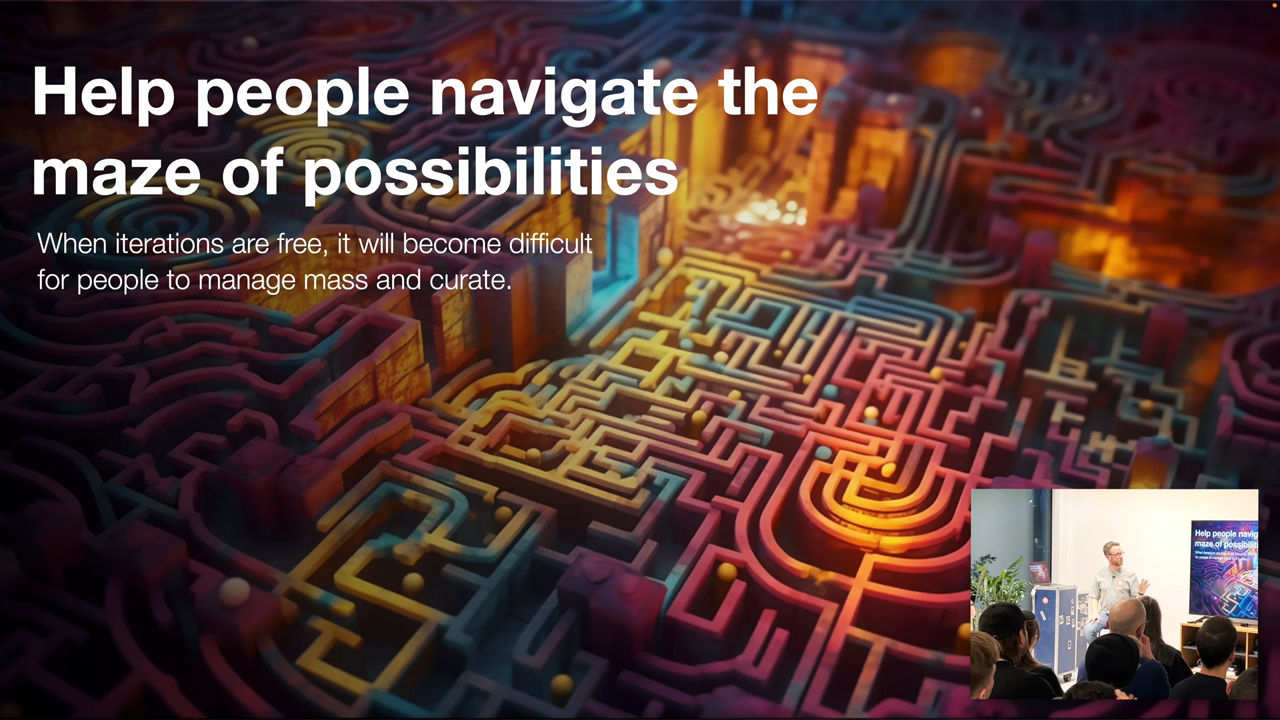 Help people navigate the
maze of possibilities
When iterations are free, it will become difficult
for people to manage mass and curate.
Help people navig
maze of possibiliti